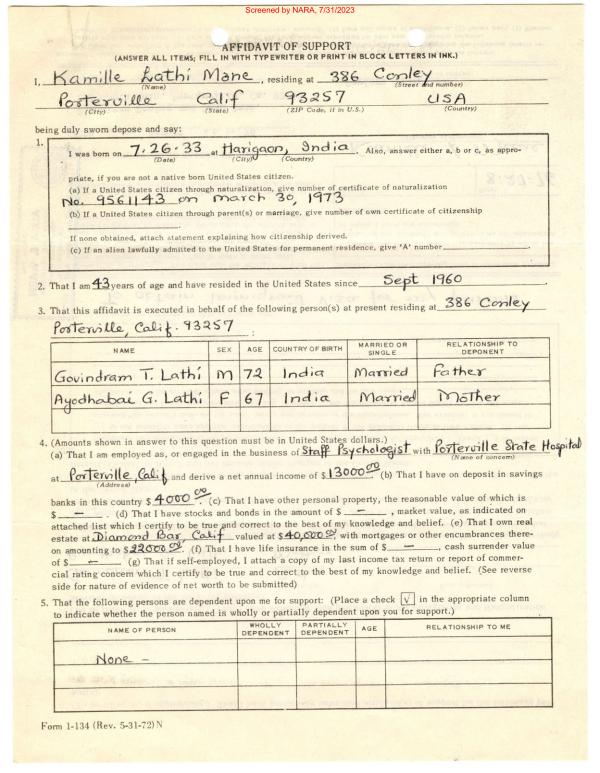 Screened by NARA, 7/31/2023
AFFIDAVIT OF SUPPORT
(ANSWER ALL ITEMS; FILL IN WITH TYPEWRITER OR PRINT IN BLOCK LETTERS IN INK.)
I, Kamille Lathi Mane, residing at 386 Conley
(Name) (Street and number)
Porterville Calif 93257 USA
(City) (State) (ZIP Code, if in U.S.) (Country)
being duly sworn depose and say:
1.
I was born on 7.26.33 at Harigaon, India. Also, answer either a, b or c, as appro-
(Date) (City) (Country)
priate, if you are not a native born United States citizen.
(a) If a United States citizen through naturalization, give number of certificate of naturalization
No. 9561143 on March 30, 1973
(b) If a United States citizen through parent(s) or marriage, give number of own certificate of citizenship
.
If none obtained, attach statement explaining how citizenship derived.
(c) If an alien lawfully admitted to the United States for permanent residence, give 'A' number .
2. That I am 43 years of age and have resided in the United States since Sept 1960.
3. That this affidavit is executed in behalf of the following person(s) at present residing at 386 Conley
Porterville, Calif. 93257 :
NAME SEX AGE COUNTRY OF BIRTH MARRIED OR SINGLE RELATIONSHIP TO DEPONENT
Govindram T. Lathi M 72 India Married Father
Ayodhabai G. Lathi F 67 India Married Mother
4. (Amounts shown in answer to this question must be in United States dollars.)
(a) That I am employed as, or engaged in the business of Staff Psychologist with Porterville State Hospital
(Name of concern)
at Porterville, Calif and derive a net annual income of $ 13000.00 (b) That I have on deposit in savings
(Address)
banks in this country $ 4000.00. (c) That I have other personal property, the reasonable value of which is
$ — . (d) That I have stocks and bonds in the amount of $ — , market value, as indicated on
attached list which I certify to be true and correct to the best of my knowledge and belief. (e) That I own real
estate at Diamond Bar, Calif valued at $ 40,000.00 with mortgages or other encumbrances there-
on amounting to $ 22000.00. (f) That I have life insurance in the sum of $ — , cash surrender value
of $ — (g) That if self-employed, I attach a copy of my last income tax return or report of commer-
cial rating concern which I certify to be true and correct to the best of my knowledge and belief. (See reverse
side for nature of evidence of net worth to be submitted)
5. That the following persons are dependent upon me for support: (Place a check [√] in the appropriate column
to indicate whether the person named is wholly or partially dependent upon you for support.)
NAME OF PERSON WHOLLY DEPENDENT PARTIALLY DEPENDENT AGE RELATIONSHIP TO ME
None -
Form 1-134 (Rev. 5-31-72) N